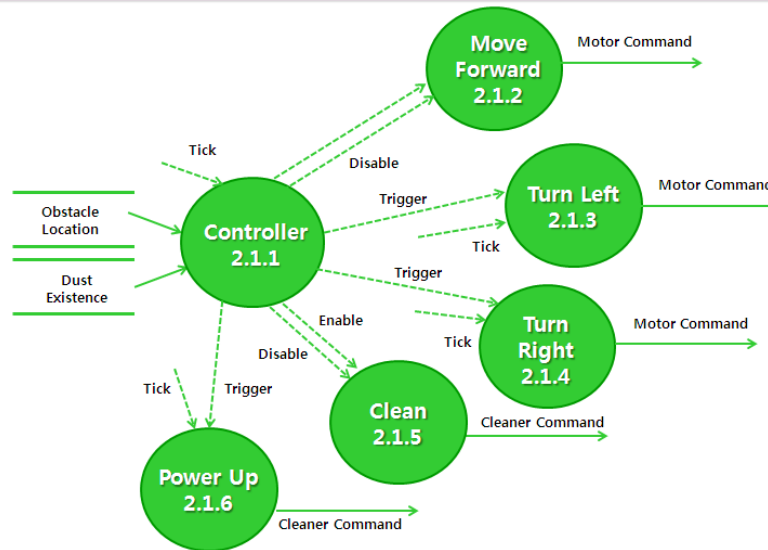 Move
Forward
2.1.2
Motor Command
Tick
Disable
Trigger
Turn Left
2.1.3
Motor Command
Obstacle
Location
Controller
2.1.1
Tick
Dust
Existence
Trigger
Enable
Disable
Tick
Turn
Right
2.1.4
Motor Command
Tick
Trigger
Clean
2.1.5
Cleaner Command
Power Up
2.1.6
Cleaner Command